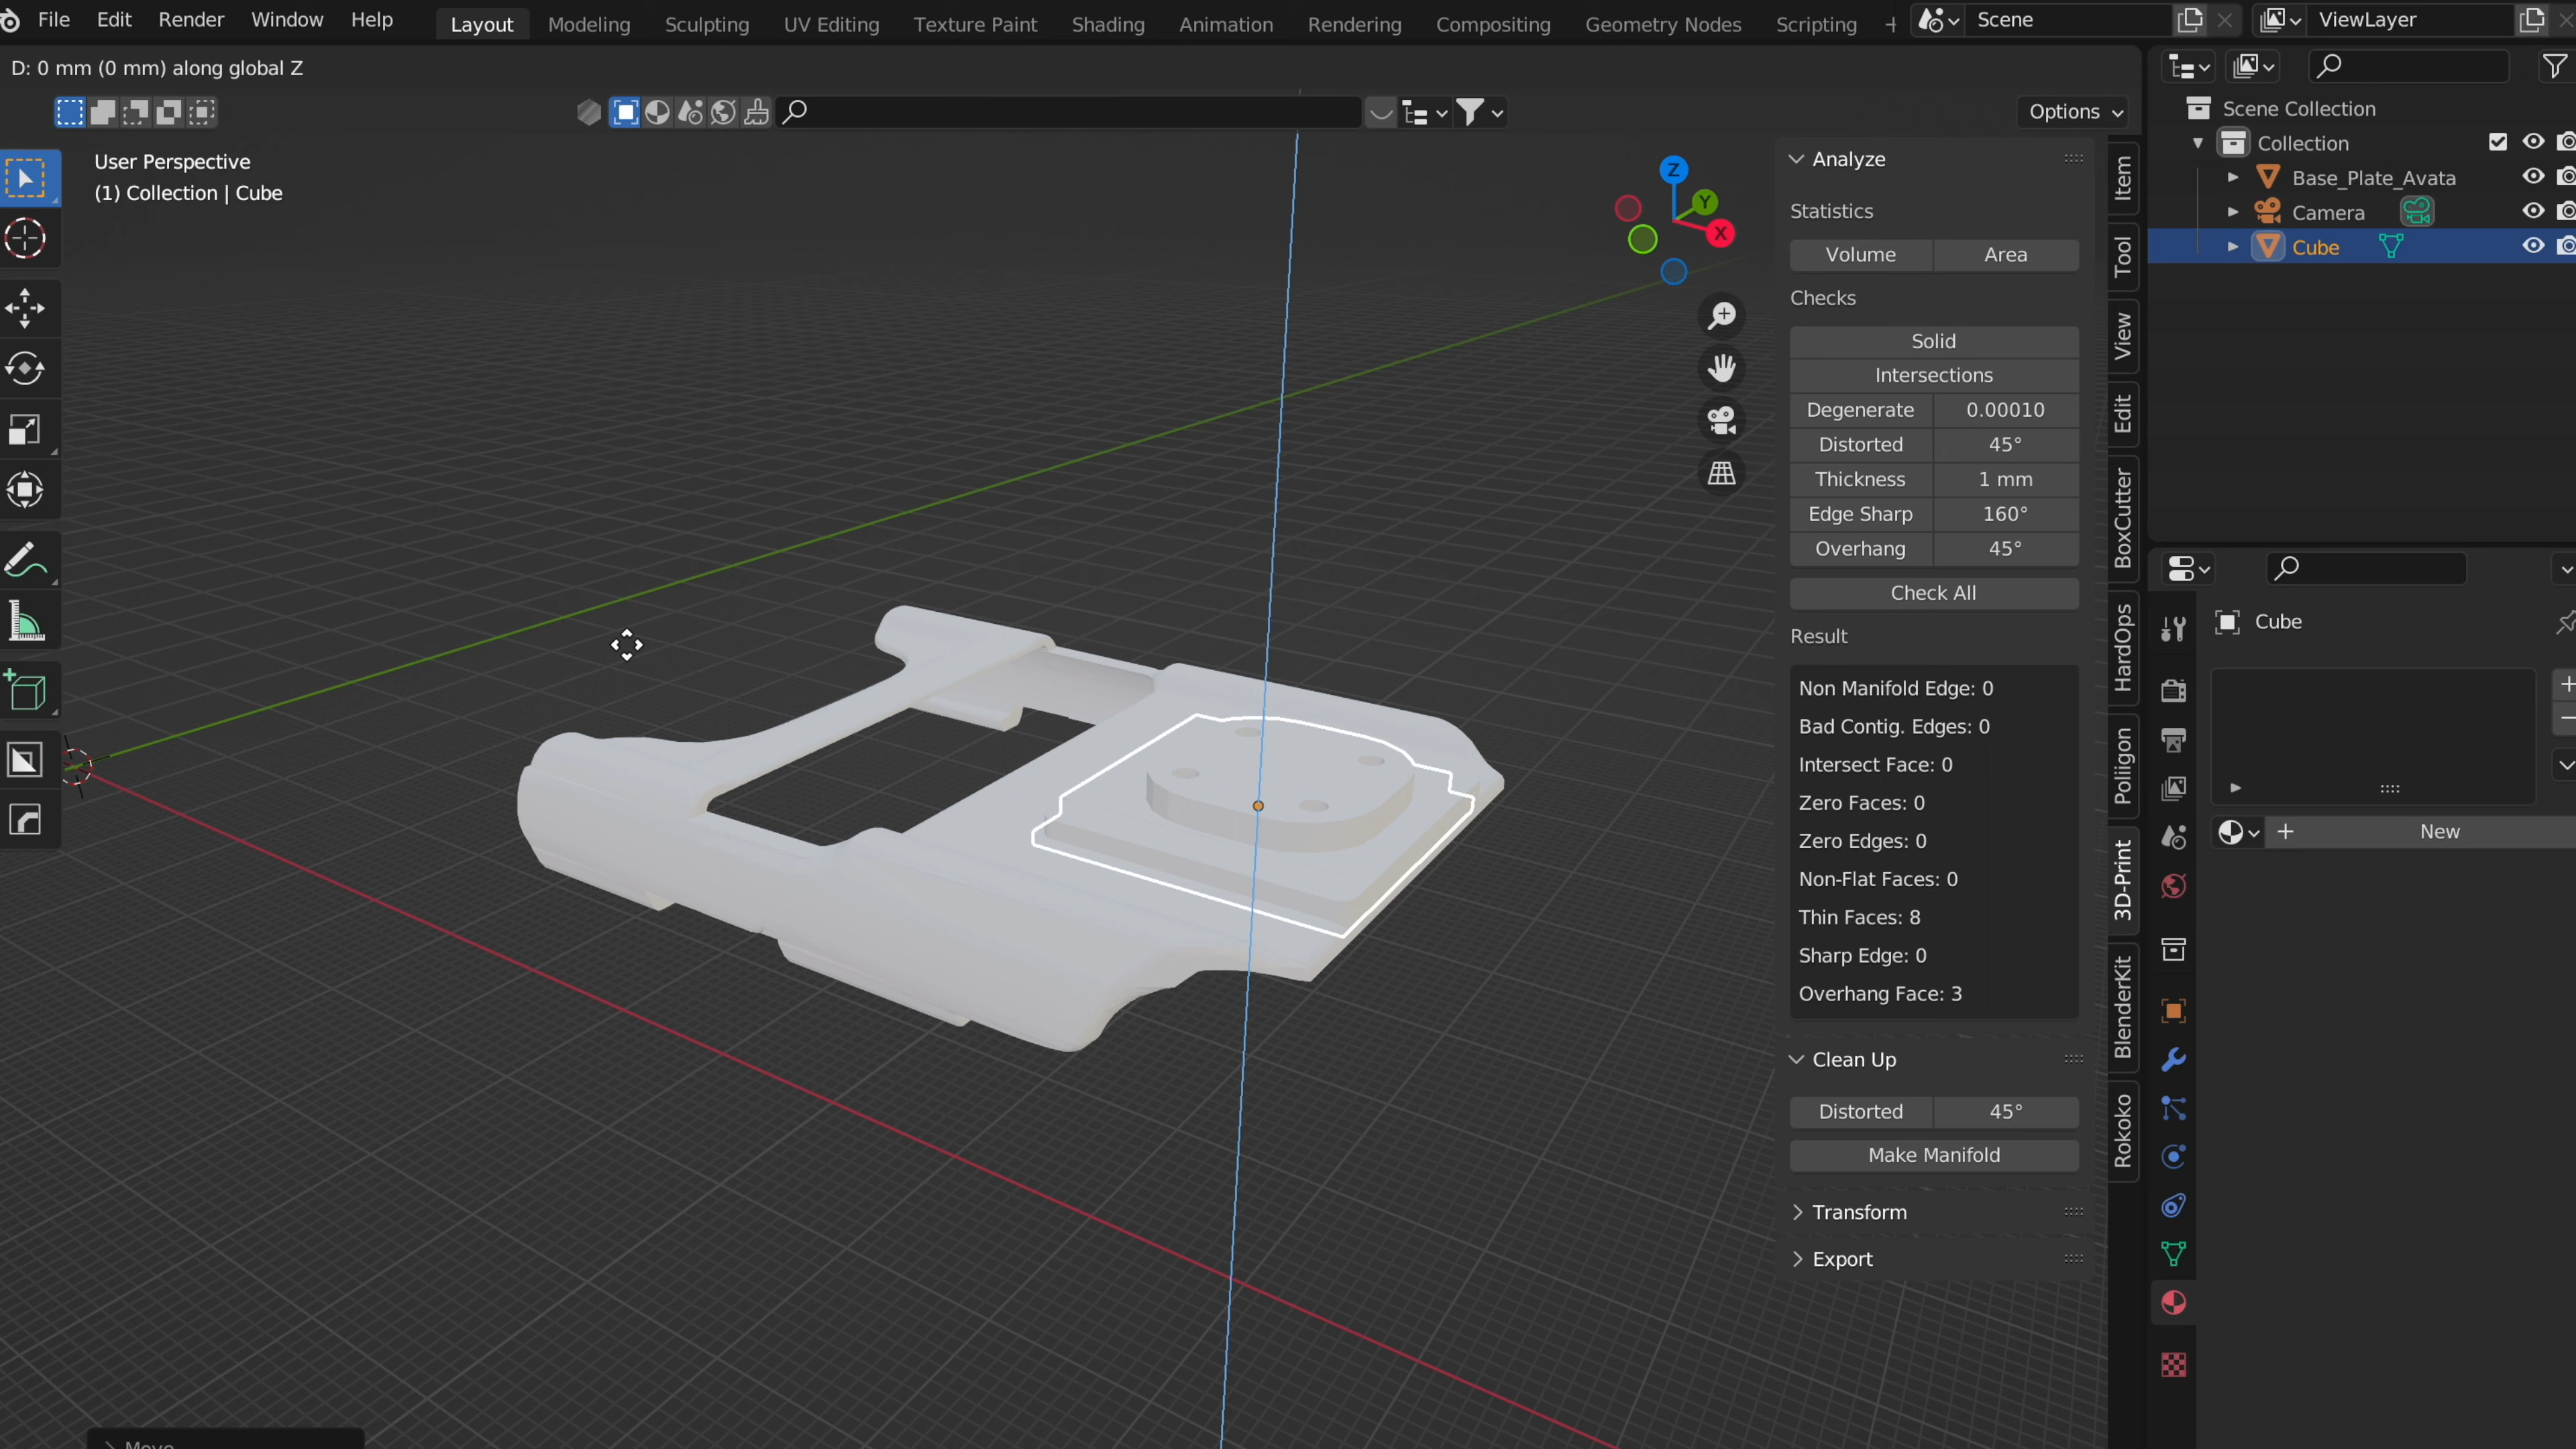 File Edit Render Window Help Layout Modeling Sculpting UV Editing Texture Paint Shading Animation Rendering Compositing Geometry Nodes Scripting + Scene ViewLayer
D: 0 mm (0 mm) along global Z
Options
User Perspective
(1) Collection | Cube
Z
Y
X
Analyze
Statistics
Volume Area
Checks
Solid
Intersections
Degenerate 0.00010
Distorted 45°
Thickness 1 mm
Edge Sharp 160°
Overhang 45°
Check All
Result
Non Manifold Edge: 0
Bad Contig. Edges: 0
Intersect Face: 0
Zero Faces: 0
Zero Edges: 0
Non-Flat Faces: 0
Thin Faces: 8
Sharp Edge: 0
Overhang Face: 3
Clean Up
Distorted 45°
Make Manifold
Transform
Export
Item
Tool
View
Edit
BoxCutter
HardOps
Poliigon
3D-Print
BlenderKit
Rokoko
Scene Collection
Collection
Base_Plate_Avata
Camera
Cube
Cube
+ New
Move